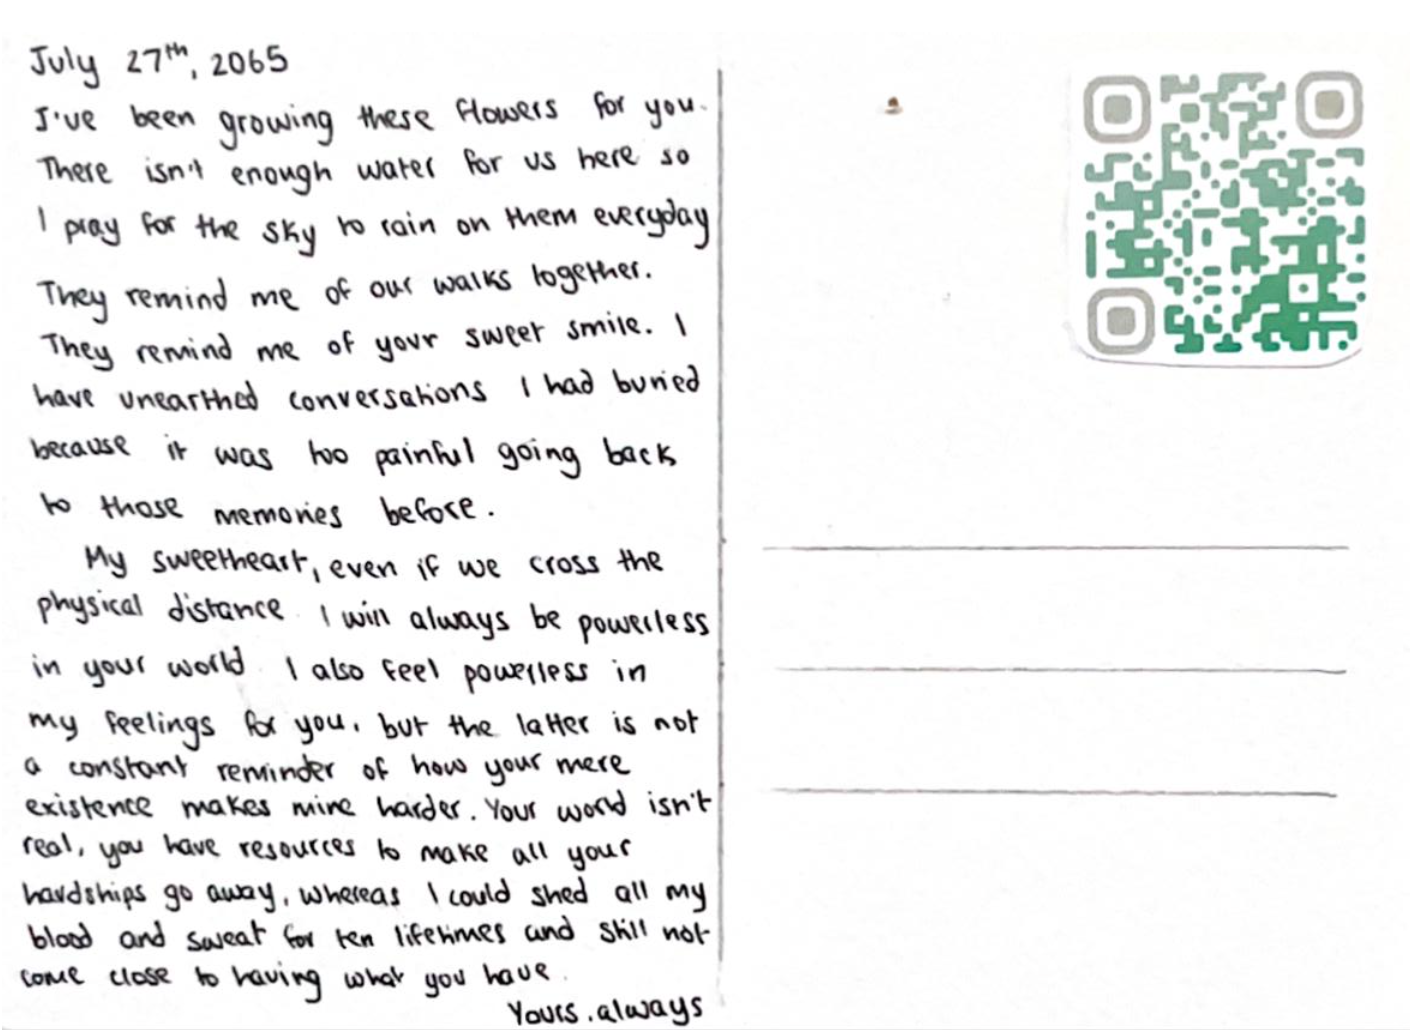 July 27th, 2065
I've been growing these flowers for you.
There isn't enough water for us here so
I pray for the sky to rain on them everyday
They remind me of our walks together.
They remind me of your sweet smile. I
have unearthed conversations I had buried
because it was too painful going back
to those memories before.
My sweetheart, even if we cross the
physical distance I will always be powerless
in your world I also feel powerless in
my feelings for you, but the latter is not
a constant reminder of how your mere
existence makes mine harder. Your world isn't
real, you have resources to make all your
hardships go away, whereas I could shed all my
blood and sweat for ten lifetimes and still not
come close to having what you have.
Yours, always